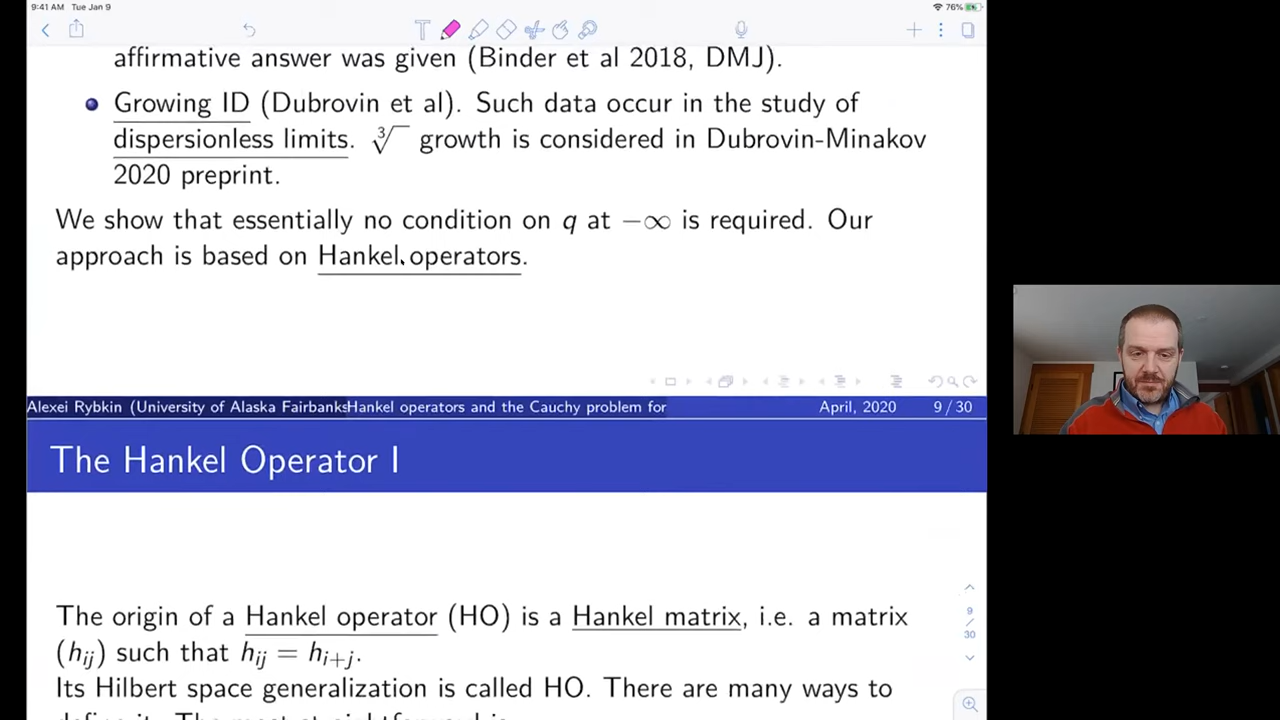 9:41 AM Tue Jan 9
76%
affirmative answer was given (Binder et al 2018, DMJ).
Growing ID (Dubrovin et al). Such data occur in the study of
dispersionless limits. ∛ growth is considered in Dubrovin-Minakov
2020 preprint.
We show that essentially no condition on q at −∞ is required. Our
approach is based on Hankel operators.
Alexei Rybkin (University of Alaska Fairbanks Hankel operators and the Cauchy problem for April, 2020 9 / 30
The Hankel Operator I
9
/
30
The origin of a Hankel operator (HO) is a Hankel matrix, i.e. a matrix
(hij) such that hij = hi+j.
Its Hilbert space generalization is called HO. There are many ways to